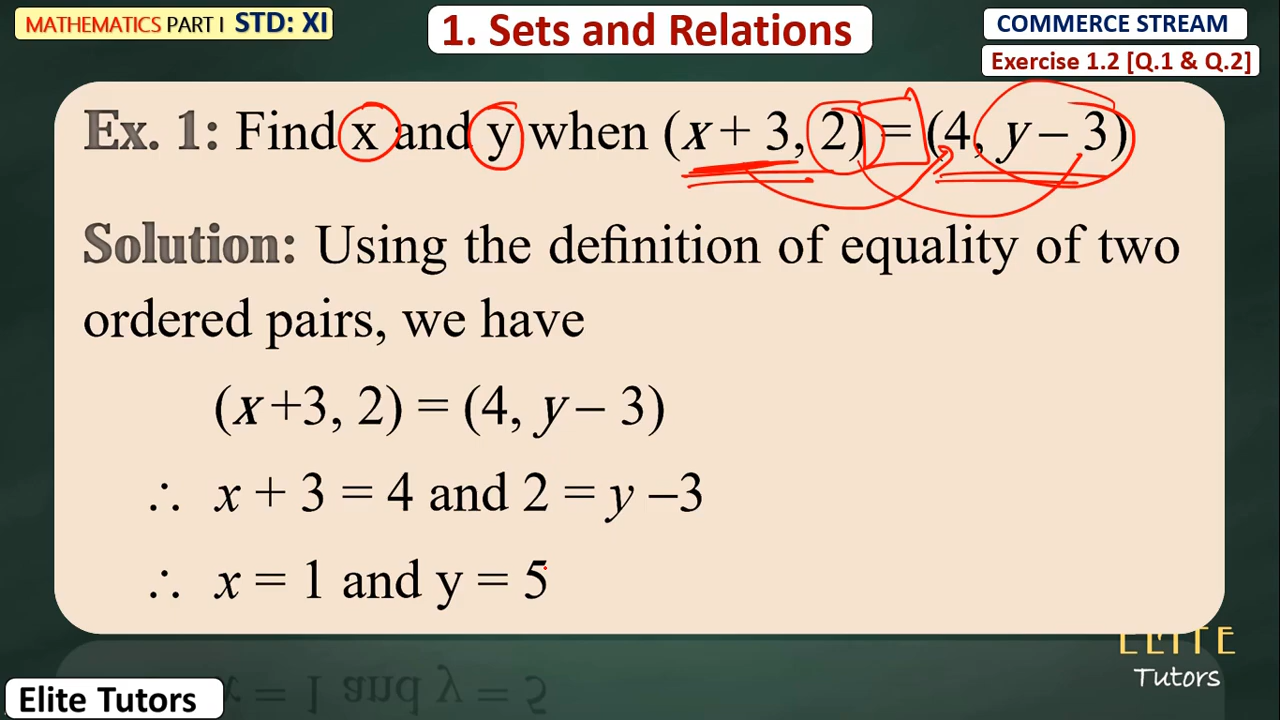 MATHEMATICS PART I STD: XI
1. Sets and Relations
COMMERCE STREAM
Exercise 1.2 [Q.1 & Q.2]
Ex. 1: Find x and y when (x + 3, 2) = (4, y – 3)
Solution: Using the definition of equality of two
ordered pairs, we have
(x+3, 2) = (4, y – 3)
∴ x + 3 = 4 and 2 = y –3
∴ x = 1 and y = 5
ELITE
Tutors
Elite Tutors